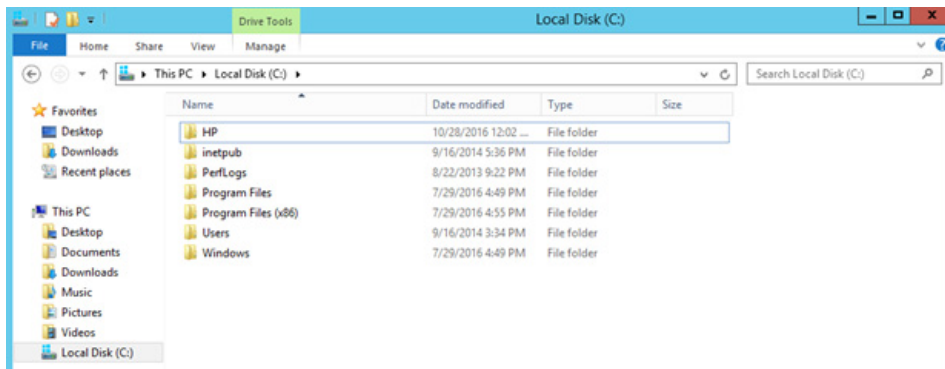 Drive Tools
Local Disk (C:)
File Home Share View Manage
This PC Local Disk (C:)
Search Local Disk (C:)
Name Date modified Type Size
Favorites
Desktop
Downloads
Recent places
This PC
Desktop
Documents
Downloads
Music
Pictures
Videos
Local Disk (C:)
HP 10/28/2016 12:02 ... File folder
inetpub 9/16/2014 5:36 PM File folder
PerfLogs 8/22/2013 9:22 PM File folder
Program Files 7/29/2016 4:49 PM File folder
Program Files (x86) 7/29/2016 4:55 PM File folder
Users 9/16/2014 3:34 PM File folder
Windows 7/29/2016 4:49 PM File folder